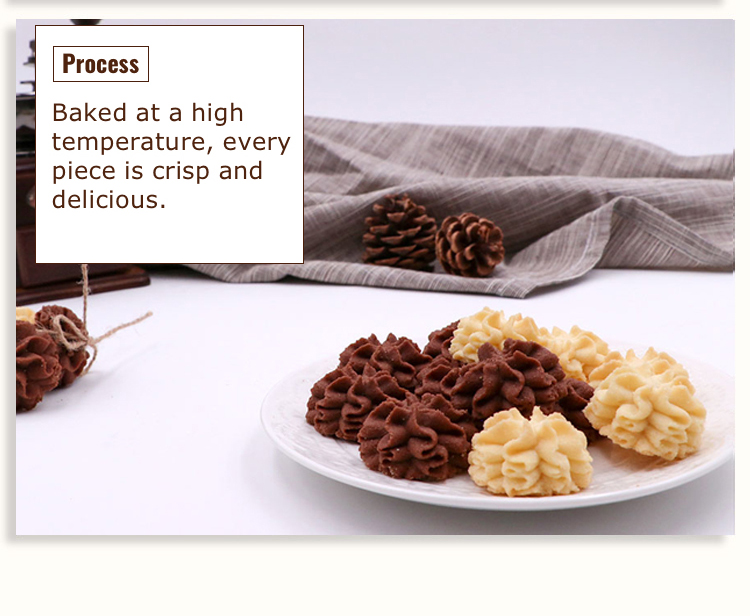 Process
Baked at a high
temperature, every
piece is crisp and
delicious.